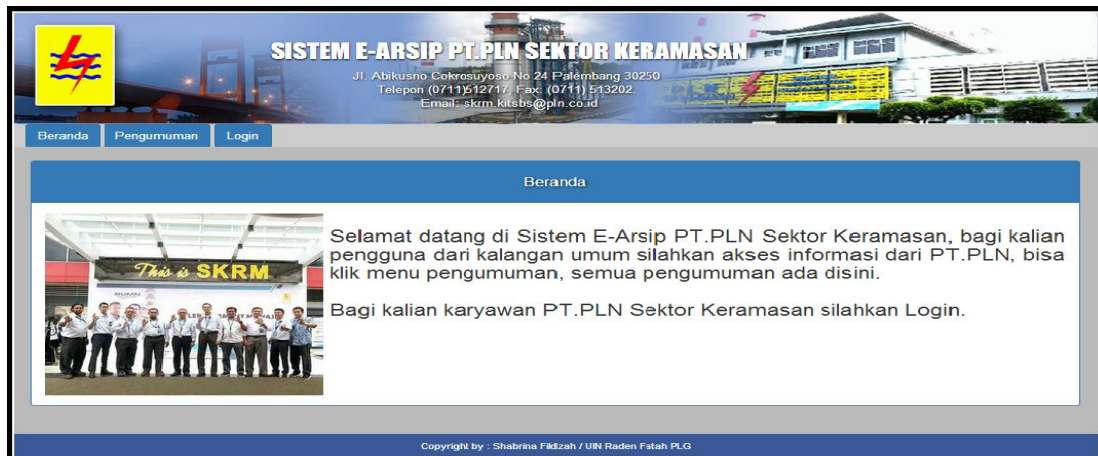 SISTEM E-ARSIP PT.PLN SEKTOR KERAMASAN
Jl. Abikusno Cokrosuyoso No 24 Palembang 30250
Telepon (0711)512717, Fax: (0711) 513202.
Email: skrm.kitsbs@pln.co.id
Beranda
Pengumuman
Login
Beranda
This is SKRM
BUMN
Selamat datang di Sistem E-Arsip PT.PLN Sektor Keramasan, bagi kalian
pengguna dari kalangan umum silahkan akses informasi dari PT.PLN, bisa
klik menu pengumuman, semua pengumuman ada disini.
Bagi kalian karyawan PT.PLN Sektor Keramasan silahkan Login.
Copyright by : Shabrina Fildzah / UIN Raden Fatah PLG